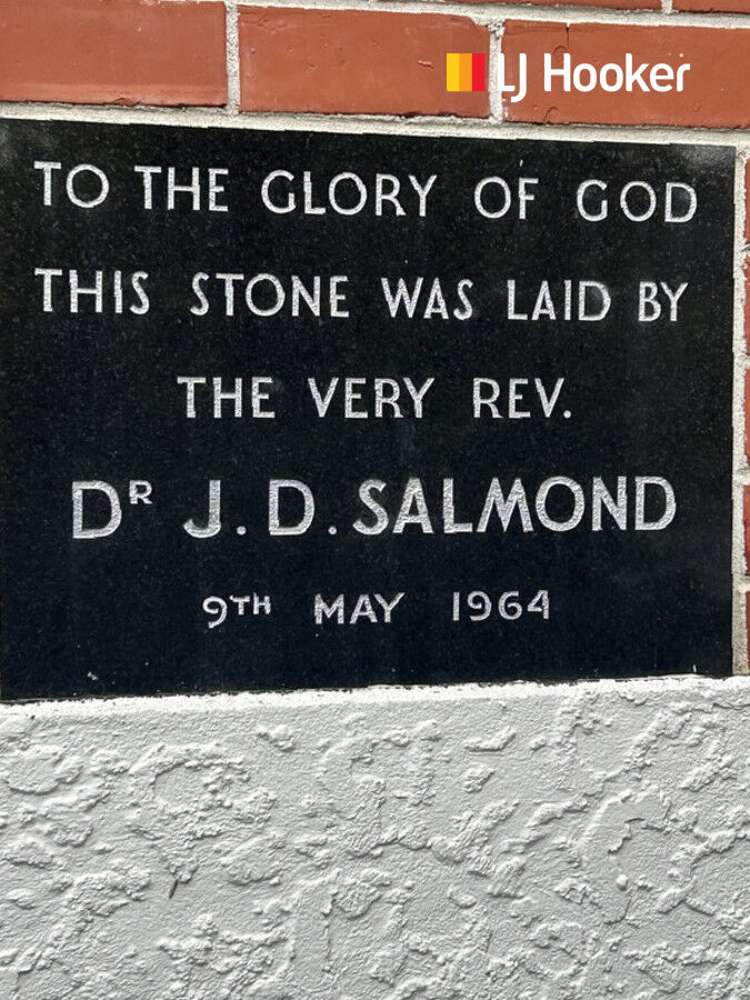 LJ Hooker
TO THE GLORY OF GOD
THIS STONE WAS LAID BY
THE VERY REV.
DR J. D. SALMOND
9TH MAY 1964